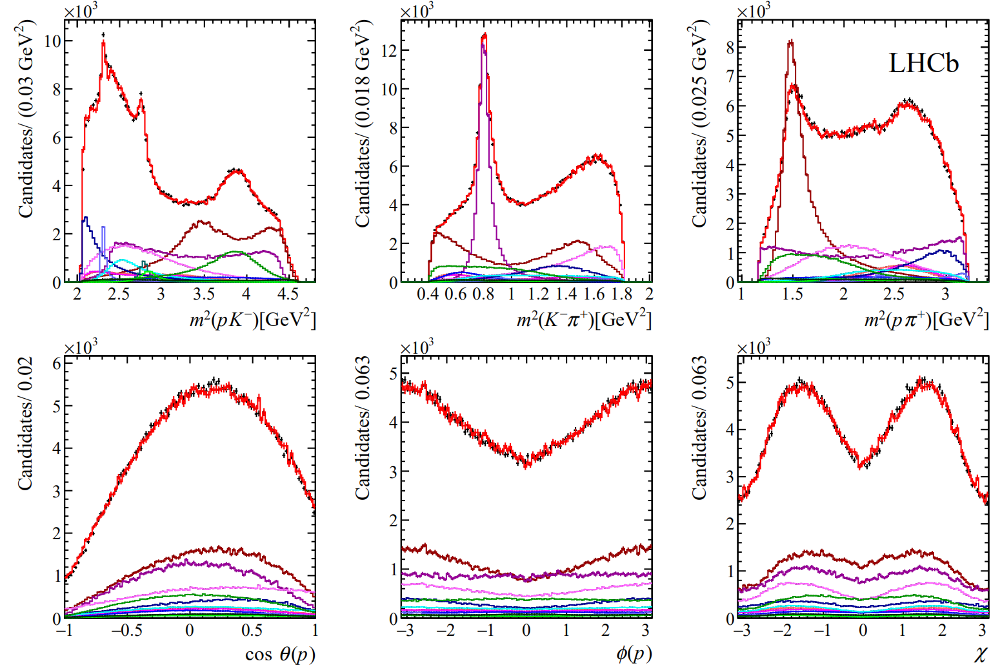 ×10³
Candidates/ (0.03 GeV²)
10
8
6
4
2
0
2 2.5 3 3.5 4 4.5
m²(pK⁻)[GeV²]
×10³
Candidates/ (0.018 GeV²)
12
10
8
6
4
2
0
0.4 0.6 0.8 1 1.2 1.4 1.6 1.8 2
m²(K⁻π⁺)[GeV²]
×10³
Candidates/ (0.025 GeV²)
LHCb
8
7
6
5
4
3
2
1
0
1 1.5 2 2.5 3
m²(pπ⁺)[GeV²]
×10³
Candidates/ 0.02
6
5
4
3
2
1
0
−1 −0.5 0 0.5 1
cos θ(p)
×10³
Candidates/ 0.063
5
4
3
2
1
0
−3 −2 −1 0 1 2 3
ϕ(p)
×10³
Candidates/ 0.063
5
4
3
2
1
0
−3 −2 −1 0 1 2 3
χ